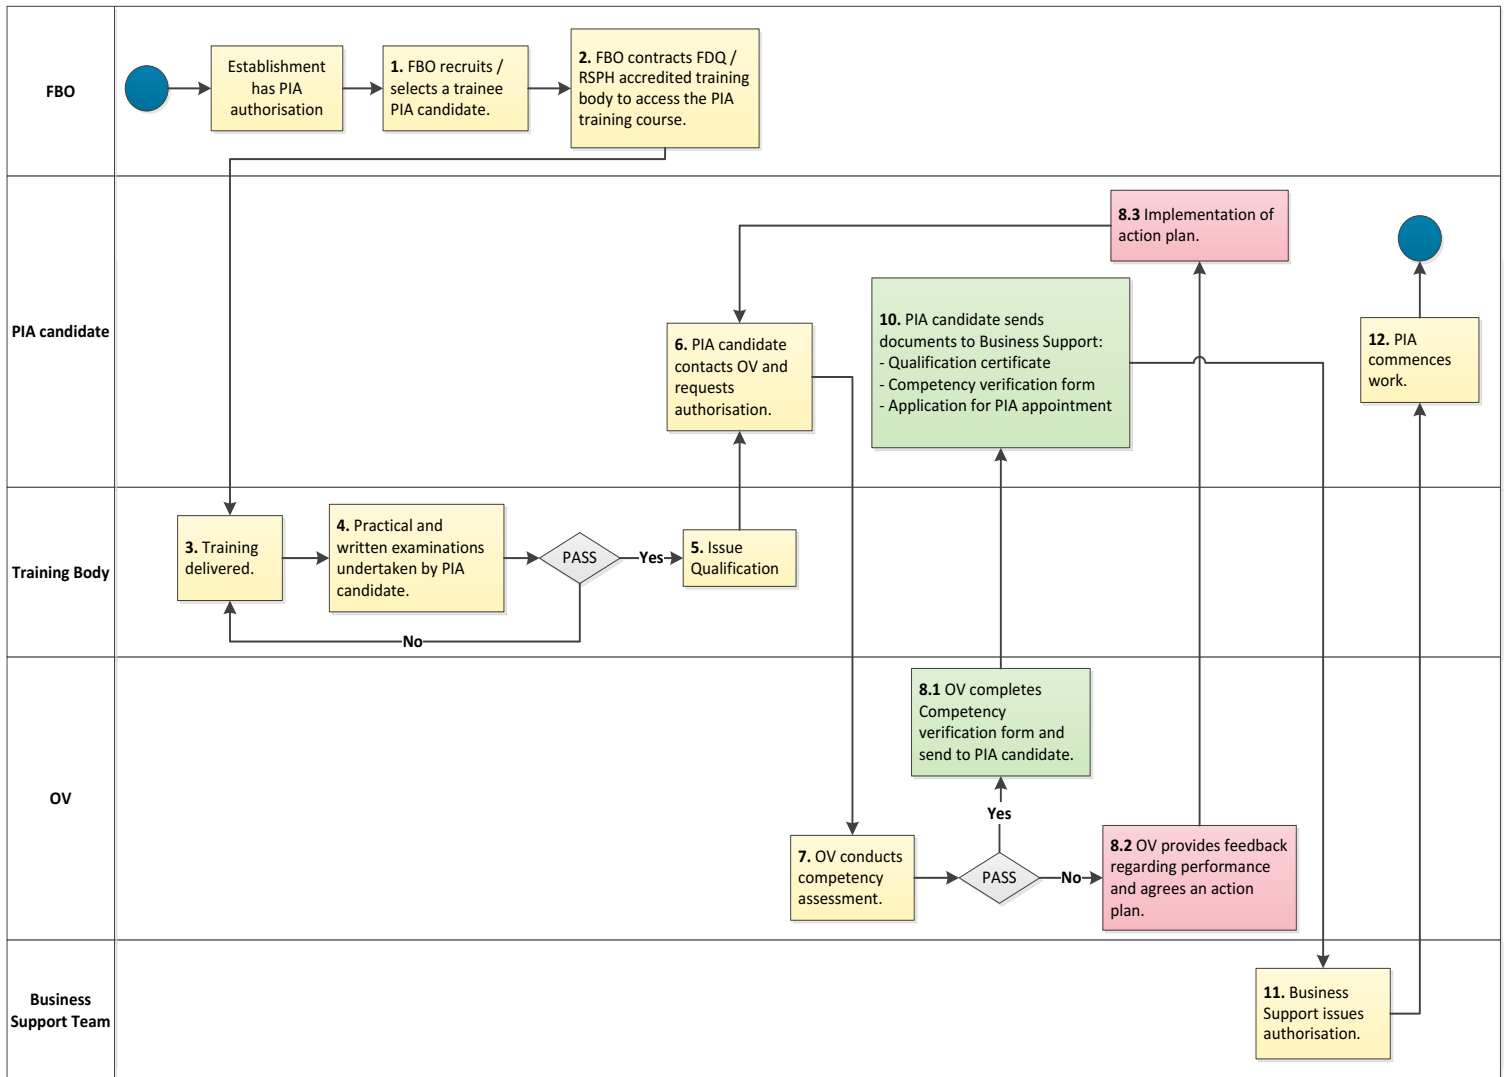 FBO
Establishment
has PIA
authorisation
1. FBO recruits /
selects a trainee
PIA candidate.
2. FBO contracts FDQ /
RSPH accredited training
body to access the PIA
training course.
PIA candidate
8.3 Implementation of
action plan.
6. PIA candidate
contacts OV and
requests
authorisation.
10. PIA candidate sends
documents to Business Support:
- Qualification certificate
- Competency verification form
- Application for PIA appointment
12. PIA
commences
work.
Training Body
3. Training
delivered.
4. Practical and
written examinations
undertaken by PIA
candidate.
PASS
Yes
5. Issue
Qualification
No
OV
8.1 OV completes
Competency
verification form and
send to PIA candidate.
Yes
7. OV conducts
competency
assessment.
PASS
No
8.2 OV provides feedback
regarding performance
and agrees an action
plan.
Business
Support Team
11. Business
Support issues
authorisation.